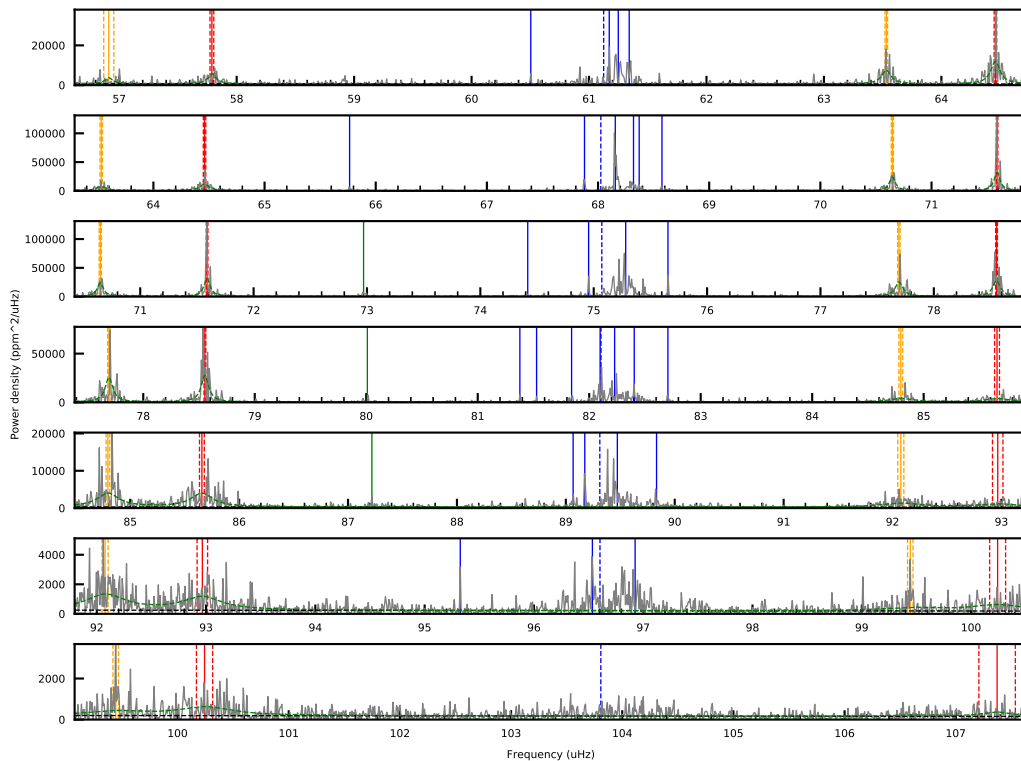 20000
0
57 58 59 60 61 62 63 64
100000
50000
0
64 65 66 67 68 69 70 71
100000
50000
0
71 72 73 74 75 76 77 78
50000
0
78 79 80 81 82 83 84 85
Power density (ppm^2/uHz)
20000
10000
0
85 86 87 88 89 90 91 92 93
4000
2000
0
92 93 94 95 96 97 98 99 100
2000
0
100 101 102 103 104 105 106 107
Frequency (uHz)